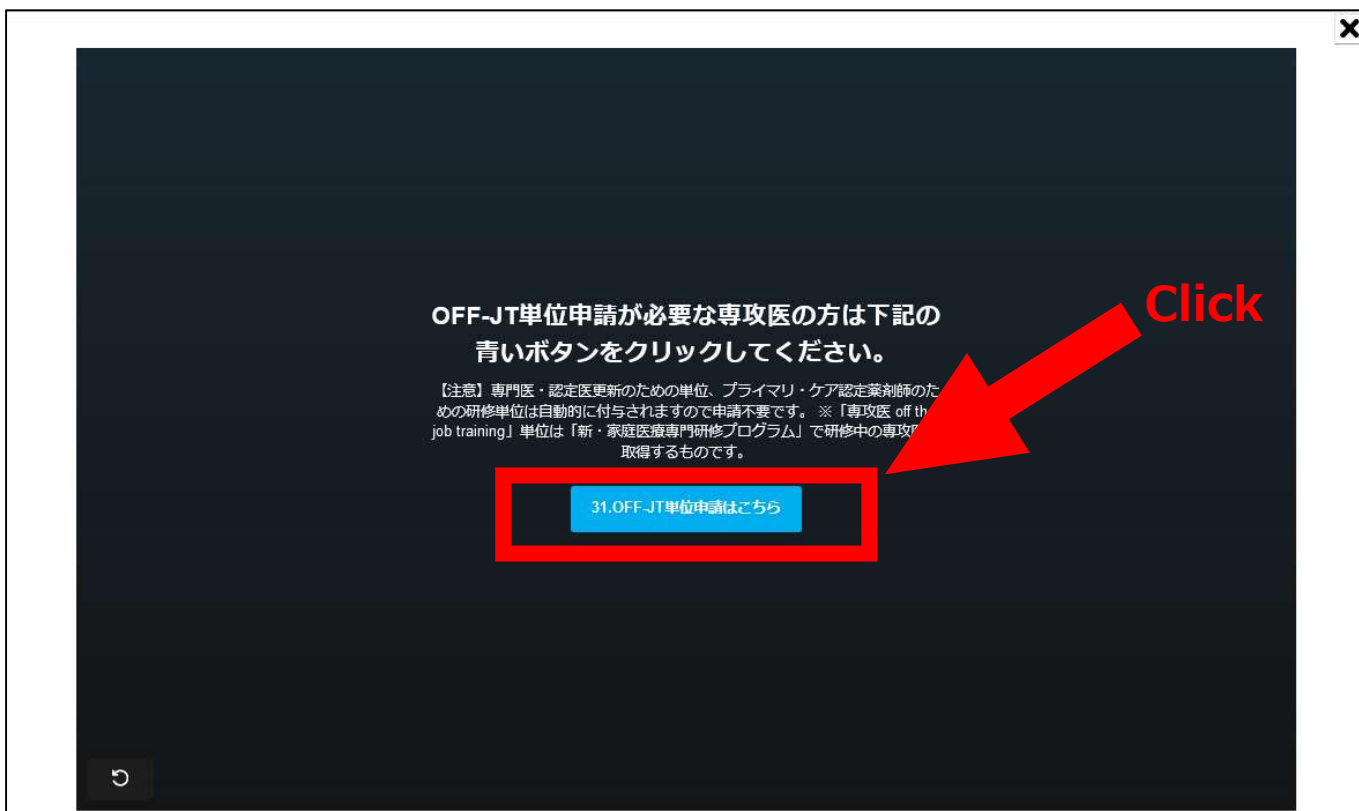 Click
OFF-JT単位申請が必要な専攻医の方は下記の
青いボタンをクリックしてください。
【注意】専門医・認定医更新のための単位、プライマリ・ケア認定薬剤師のた
めの研修単位は自動的に付与されますので申請不要です。 ※「専攻医 off th
job training」単位は「新・家庭医療専門研修プログラム」で研修中の専攻
取得するものです。
31.OFF-JT単位申請はこちら